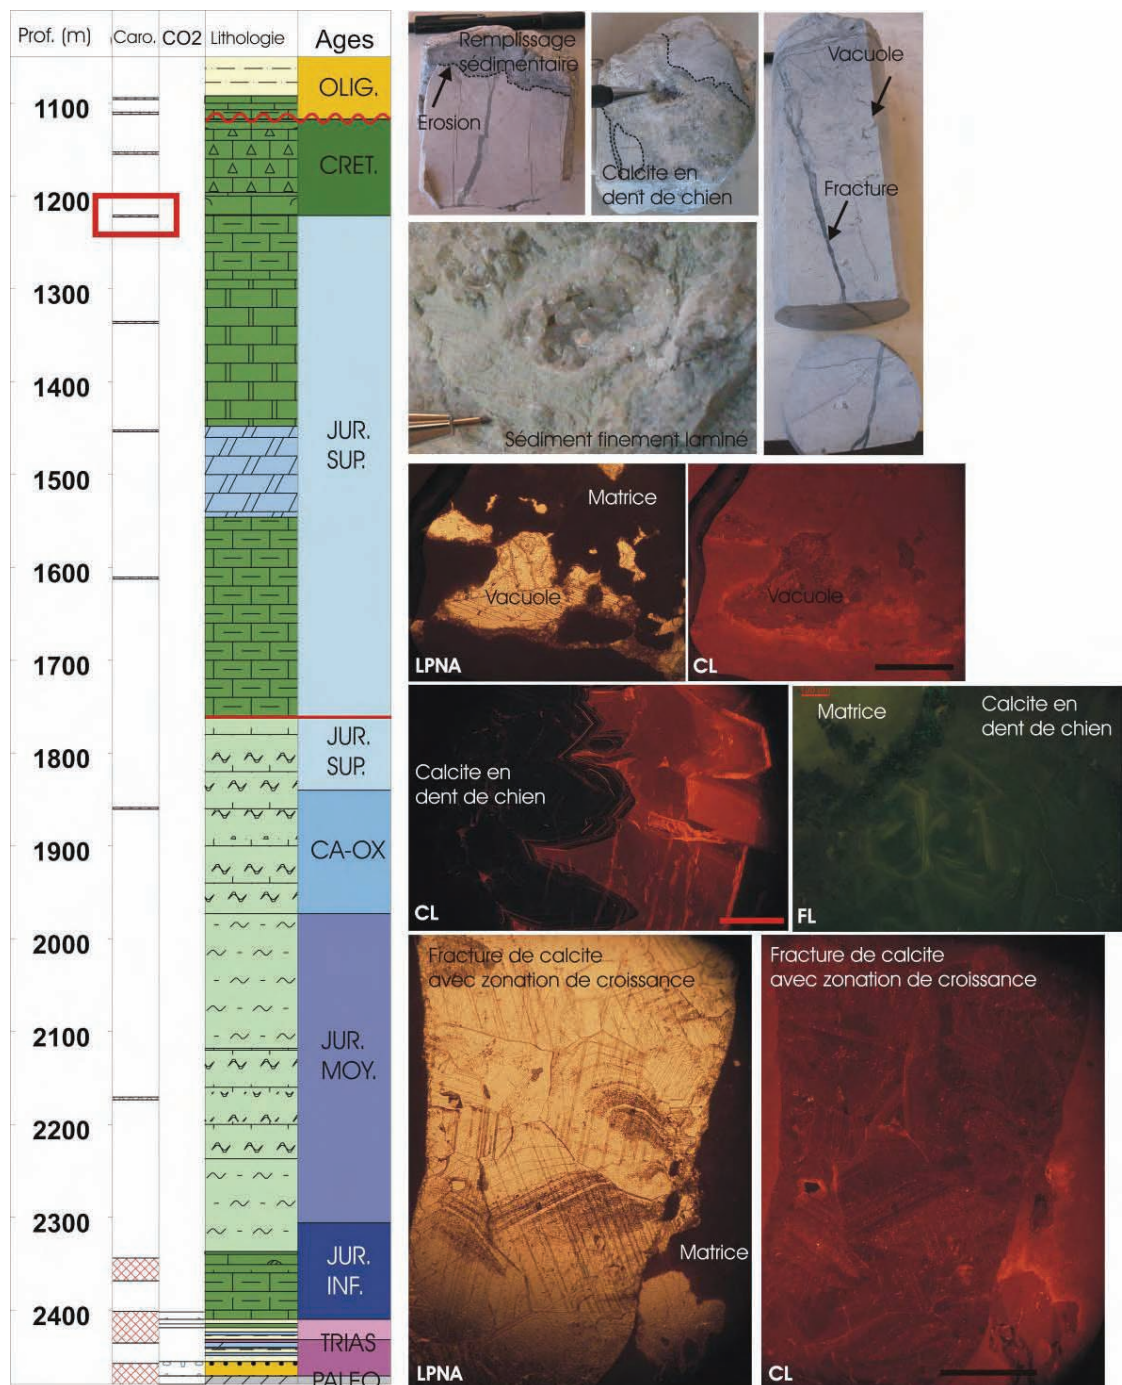 Prof. (m) Caro. CO2 Lithologie Ages
1100
1200
1300
1400
1500
1600
1700
1800
1900
2000
2100
2200
2300
2400
OLIG.
CRET.
JUR.
SUP.
JUR.
SUP.
CA-OX
JUR.
MOY.
JUR.
INF.
TRIAS
PALEO
Remplissage
sédimentaire
Erosion
Calcite en
dent de chien
Vacuole
Fracture
Sédiment finement laminé
Matrice
Vacuole
LPNA
Vacuole
CL
Calcite en
dent de chien
CL
Matrice
Calcite en
dent de chien
FL
Fracture de calcite
avec zonation de croissance
Matrice
LPNA
Fracture de calcite
avec zonation de croissance
CL